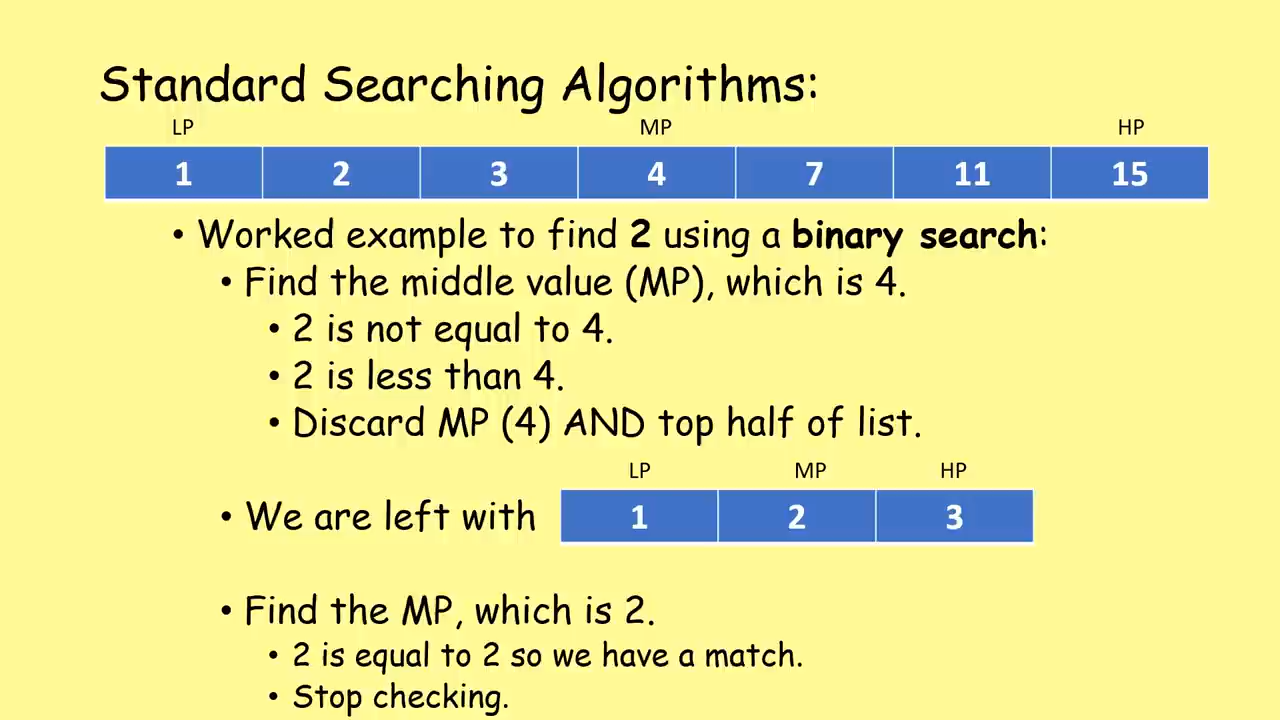 Standard Searching Algorithms:
LP MP HP
1 2 3 4 7 11 15
• Worked example to find 2 using a binary search:
• Find the middle value (MP), which is 4.
• 2 is not equal to 4.
• 2 is less than 4.
• Discard MP (4) AND top half of list.
LP MP HP
• We are left with 1 2 3
• Find the MP, which is 2.
• 2 is equal to 2 so we have a match.
• Stop checking.